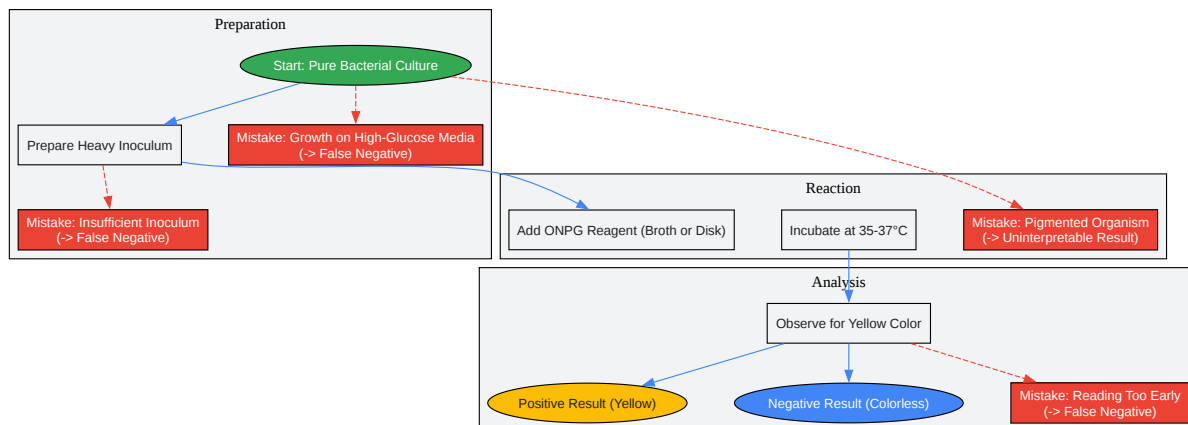 Preparation
Start: Pure Bacterial Culture
Prepare Heavy Inoculum
Mistake: Growth on High-Glucose Media
(-> False Negative)
Mistake: Insufficient Inoculum
(-> False Negative)
Reaction
Add ONPG Reagent (Broth or Disk)
Incubate at 35-37°C
Mistake: Pigmented Organism
(-> Uninterpretable Result)
Analysis
Observe for Yellow Color
Positive Result (Yellow)
Negative Result (Colorless)
Mistake: Reading Too Early
(-> False Negative)